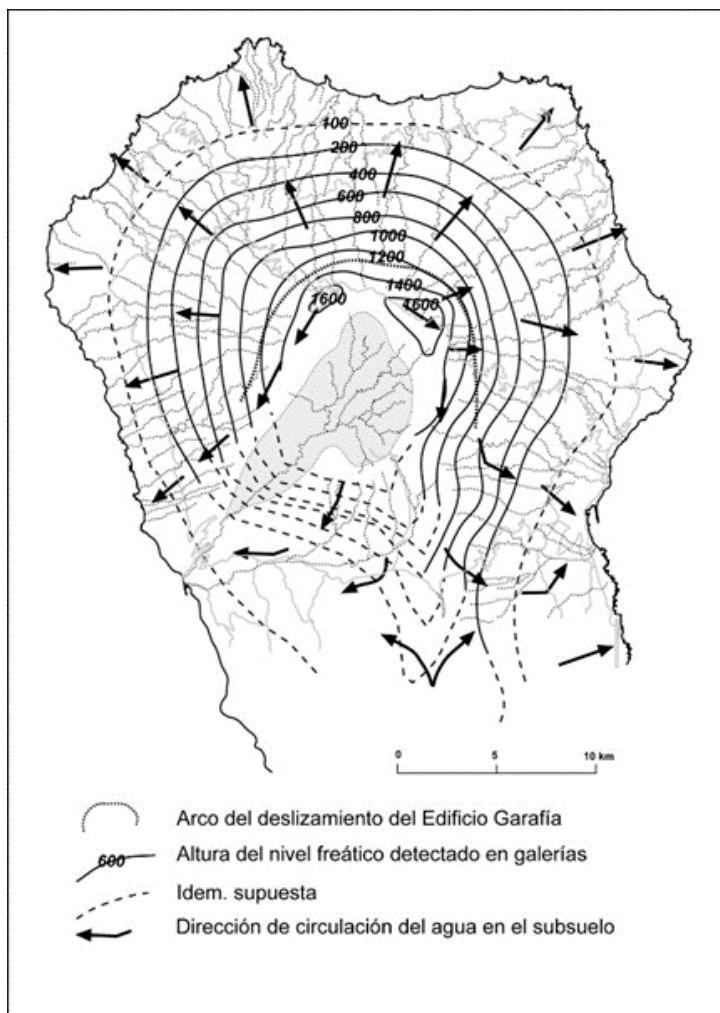 100
200
400
600
800
1000
1200
1400
1600
1600
0 5 10 km
Arco del deslizamiento del Edificio Garafía
600 Altura del nivel freático detectado en galerías
Idem. supuesta
Dirección de circulación del agua en el subsuelo